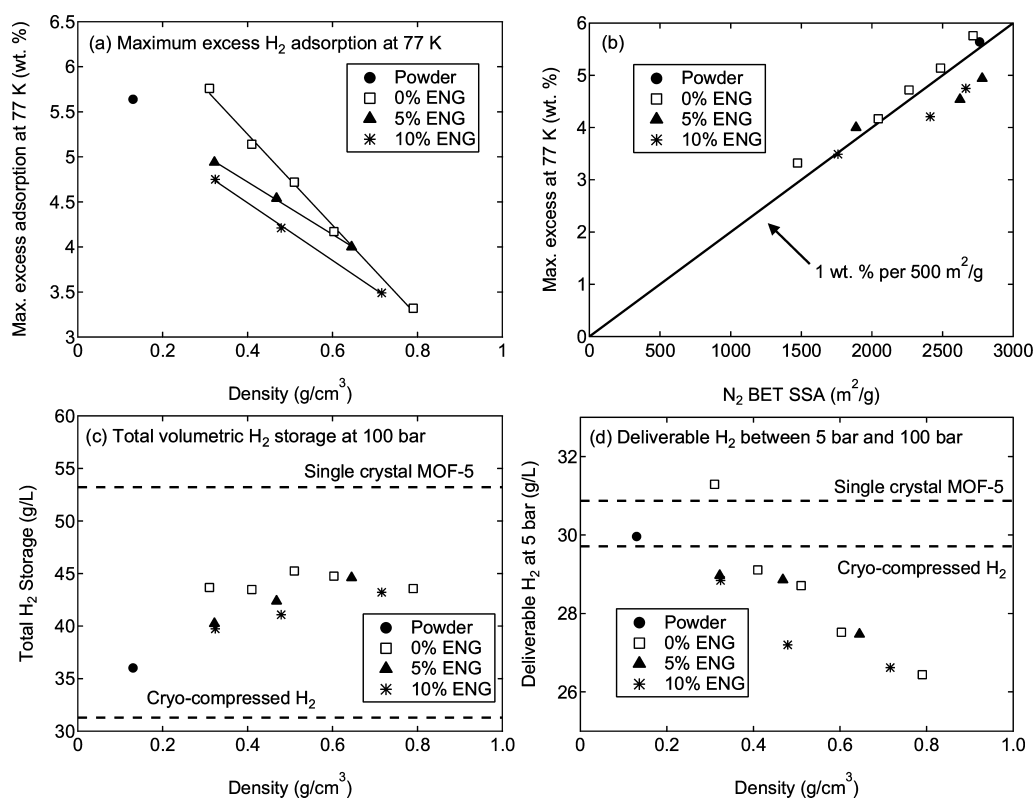 (a) Maximum excess H2 adsorption at 77 K
Max. excess adsorption at 77 K (wt. %)
6.5
6
5.5
5
4.5
4
3.5
3
Powder
0% ENG
5% ENG
10% ENG
0
0.2
0.4
0.6
0.8
1
Density (g/cm3)
(b)
Max. excess at 77 K (wt. %)
6
5
4
3
2
1
0
Powder
0% ENG
5% ENG
10% ENG
1 wt. % per 500 m2/g
0
500
1000
1500
2000
2500
3000
N2 BET SSA (m2/g)
(c) Total volumetric H2 storage at 100 bar
Total H2 Storage (g/L)
60
55
50
45
40
35
30
Single crystal MOF-5
Powder
0% ENG
5% ENG
10% ENG
Cryo-compressed H2
0.0
0.2
0.4
0.6
0.8
1.0
Density (g/cm3)
(d) Deliverable H2 between 5 bar and 100 bar
Deliverable H2 at 5 bar (g/L)
32
30
28
26
Single crystal MOF-5
Cryo-compressed H2
Powder
0% ENG
5% ENG
10% ENG
0.0
0.2
0.4
0.6
0.8
1.0
Density (g/cm3)